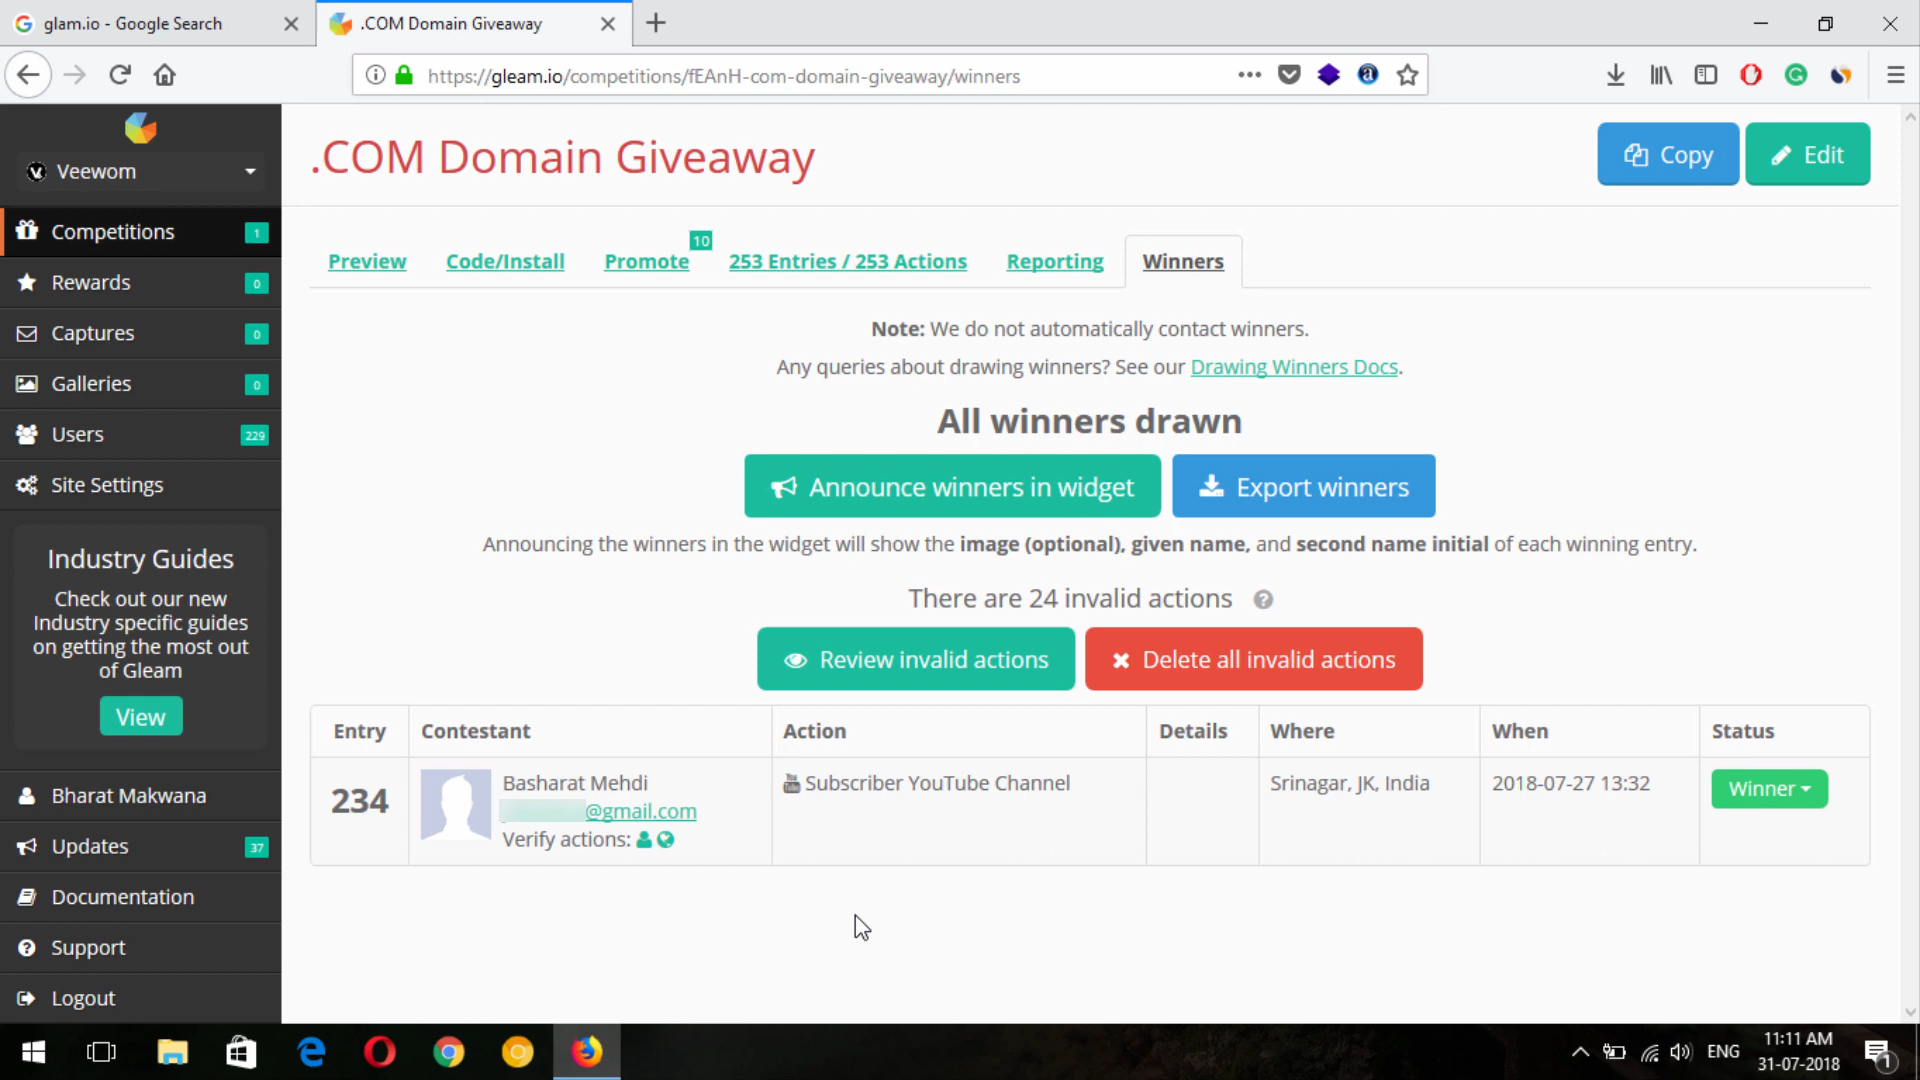 glam.io - Google Search
.COM Domain Giveaway
https://gleam.io/competitions/fEAnH-com-domain-giveaway/winners
Veewom
Competitions 1
Rewards 0
Captures 0
Galleries 0
Users 229
Site Settings
Industry Guides
Check out our new
Industry specific guides
on getting the most out
of Gleam
View
Bharat Makwana
Updates 37
Documentation
Support
Logout
.COM Domain Giveaway
Copy
Edit
Preview
Code/Install
Promote 10
253 Entries / 253 Actions
Reporting
Winners
Note: We do not automatically contact winners.
Any queries about drawing winners? See our Drawing Winners Docs.
All winners drawn
Announce winners in widget
Export winners
Announcing the winners in the widget will show the image (optional), given name, and second name initial of each winning entry.
There are 24 invalid actions ?
Review invalid actions
Delete all invalid actions
Entry Contestant Action Details Where When Status
234
Basharat Mehdi
@gmail.com
Verify actions:
Subscriber YouTube Channel
Srinagar, JK, India
2018-07-27 13:32
Winner
ENG
11:11 AM
31-07-2018
1